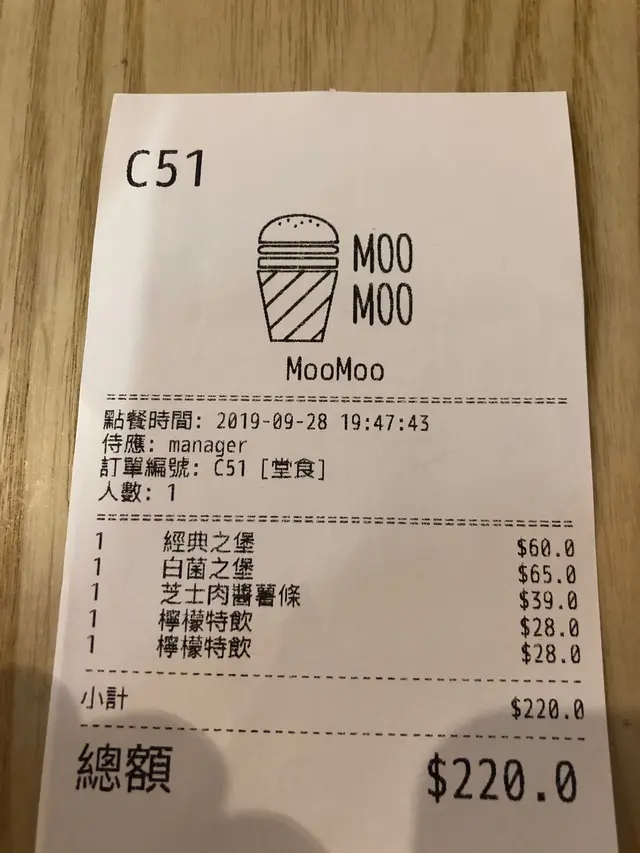 C51
MOO
MOO
MooMoo
點餐時間: 2019-09-28 19:47:43
侍應: manager
訂單編號: C51 [堂食]
人數: 1
1 經典之堡 $60.0
1 白菌之堡 $65.0
1 芝士肉醬薯條 $39.0
1 檸檬特飲 $28.0
1 檸檬特飲 $28.0
小計 $220.0
總額 $220.0